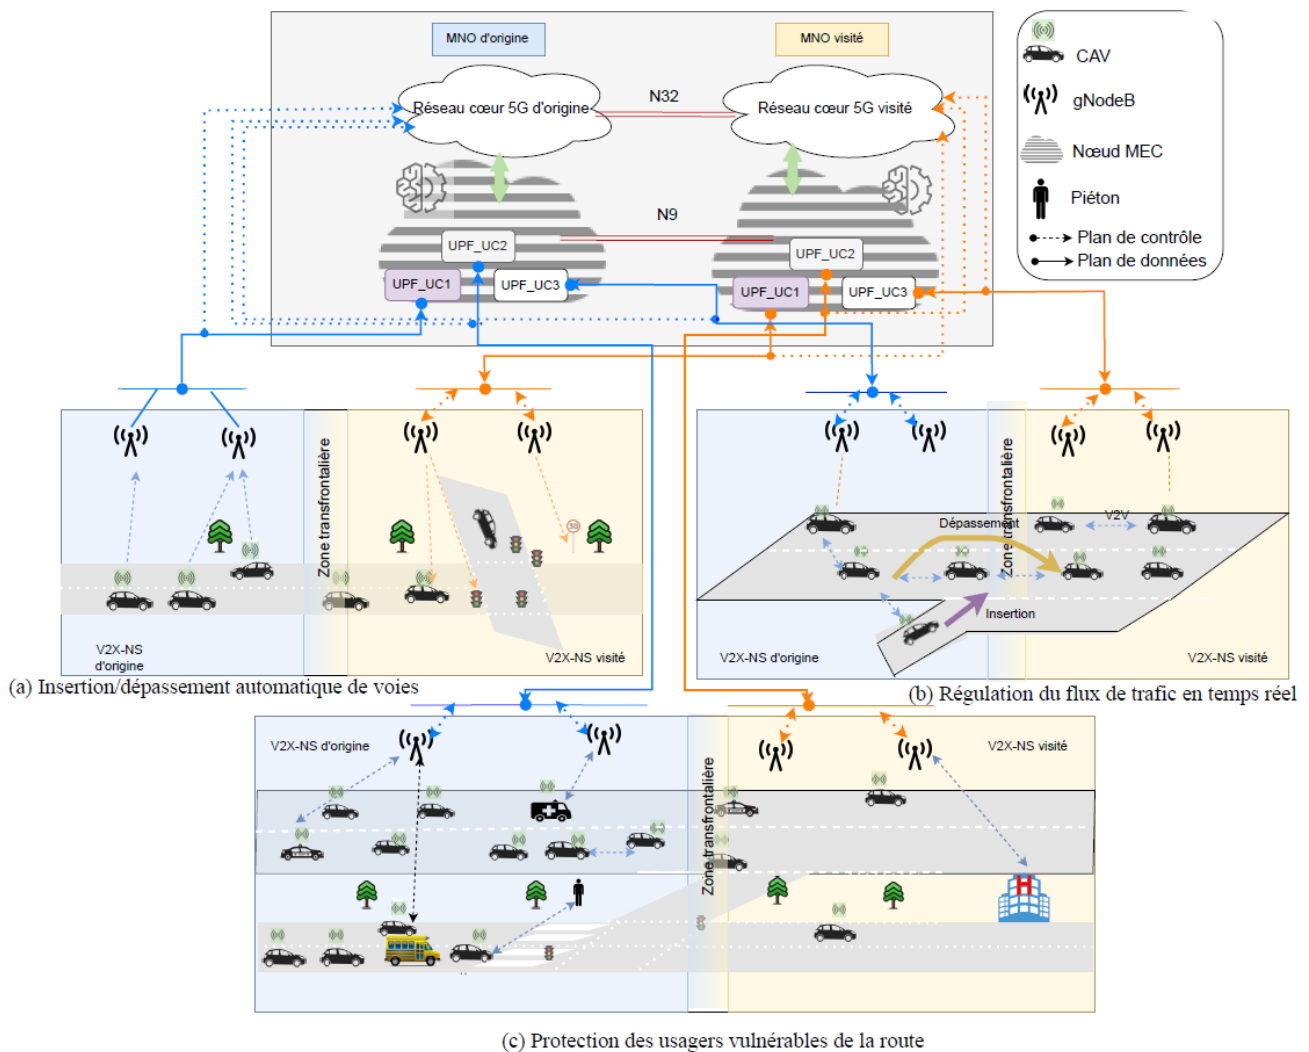 MNO d'origine
MNO visité
CAV
gNodeB
Nœud MEC
Piéton
Plan de contrôle
Plan de données
Réseau cœur 5G d'origine
N32
Réseau cœur 5G visité
N9
UPF_UC2
UPF_UC1
UPF_UC3
UPF_UC2
UPF_UC1
UPF_UC3
Zone transfrontalière
30
V2X-NS
d'origine
V2X-NS visité
(a) Insertion/dépassement automatique de voies
Zone transfrontalière
Dépassement
V2V
Insertion
V2X-NS d'origine
V2X-NS visité
(b) Régulation du flux de trafic en temps réel
V2X-NS d'origine
Zone transfrontalière
V2X-NS visité
H
(c) Protection des usagers vulnérables de la route